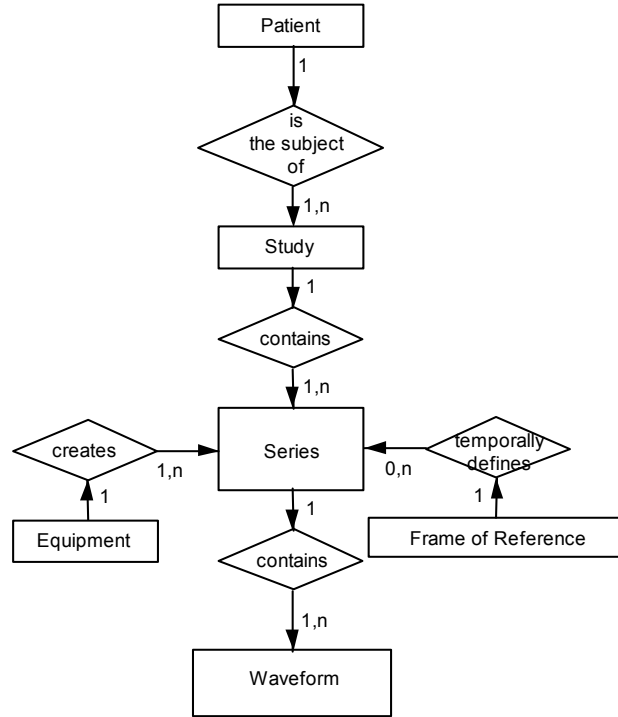 Patient
1
is
the subject
of
1,n
Study
1
contains
1,n
creates
1,n
Series
0,n
temporally
defines
1
1
1
Equipment
Frame of Reference
contains
1,n
Waveform